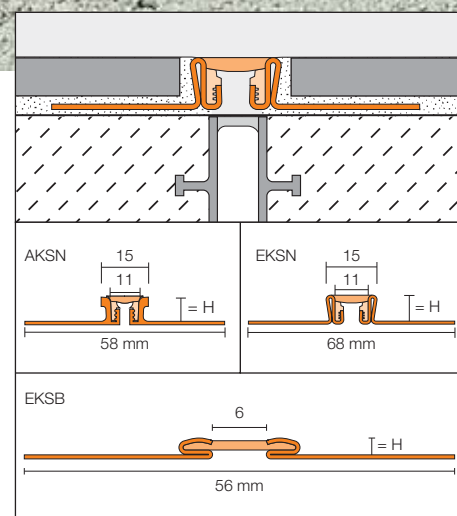 AKSN
15
11
= H
58 mm
EKSN
15
11
= H
68 mm
EKSB
6
= H
56 mm